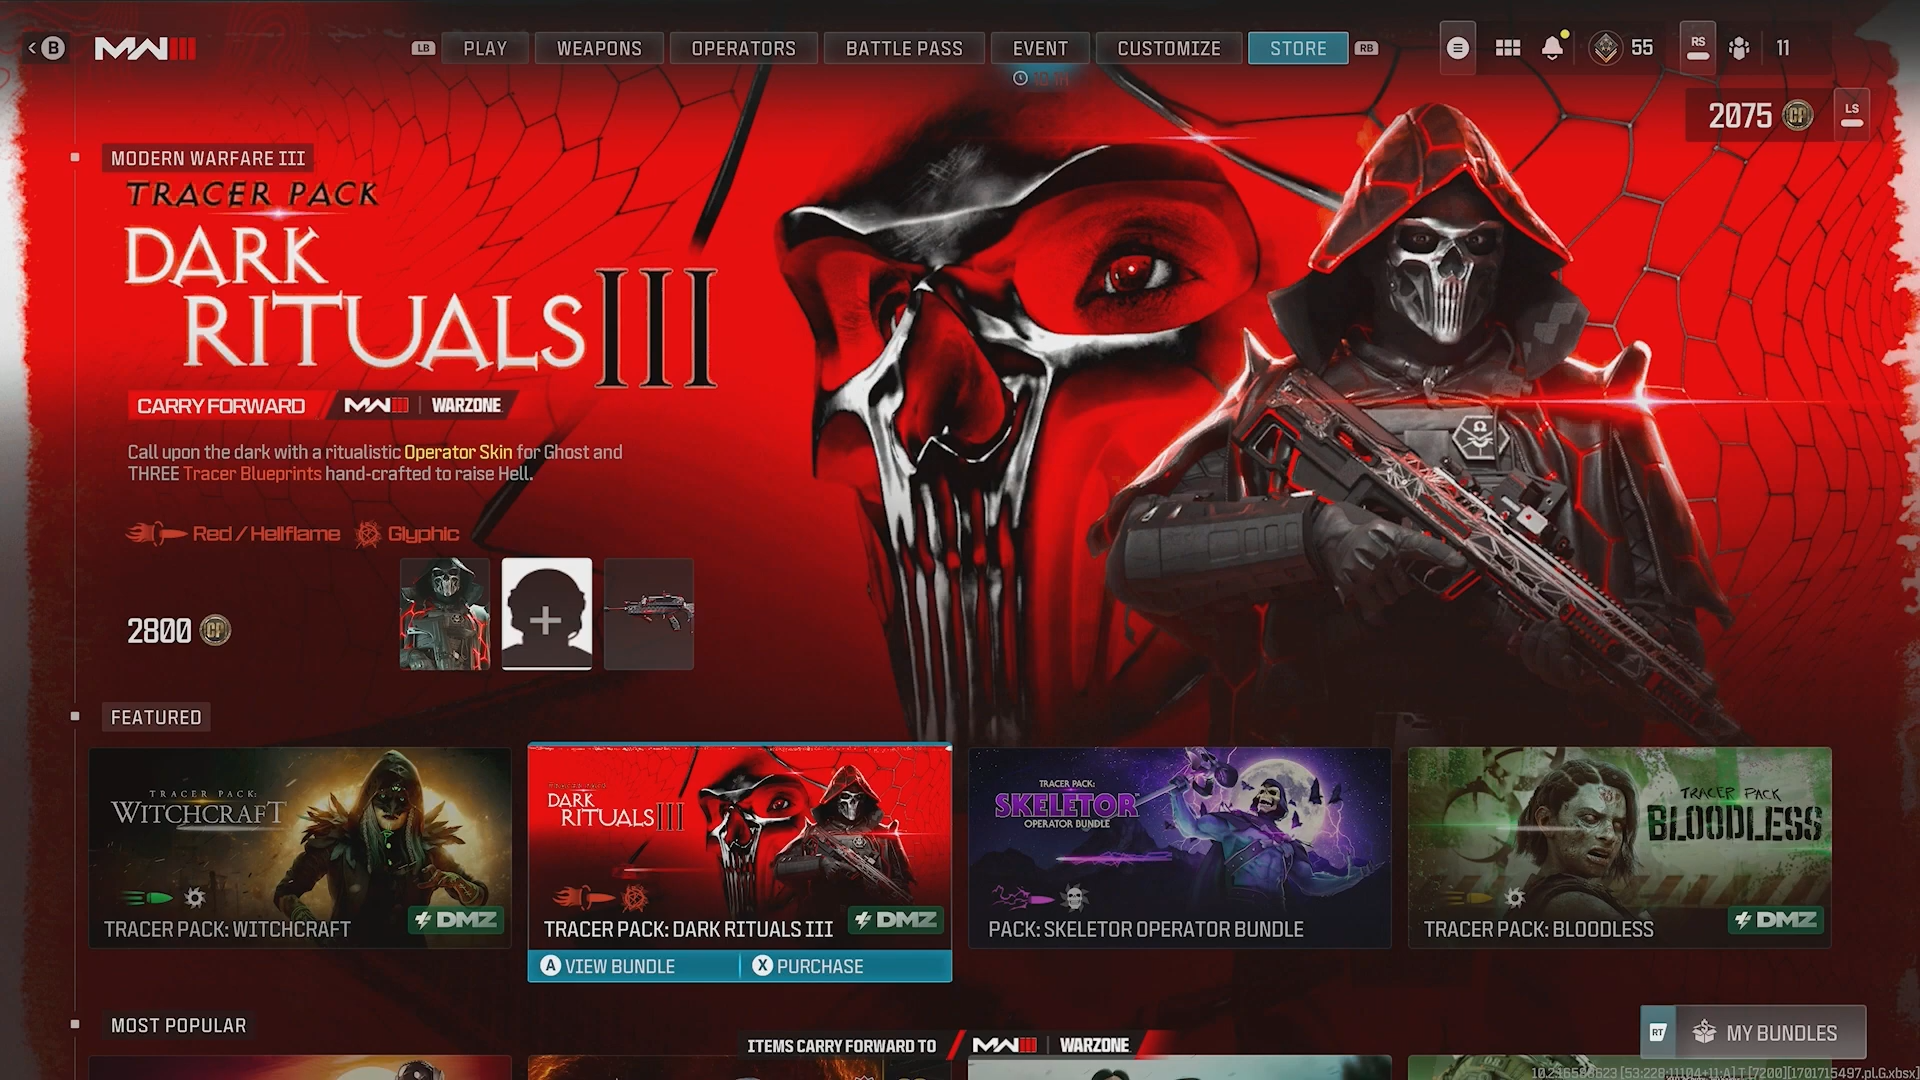 B
MWIII
LB
PLAY
WEAPONS
OPERATORS
BATTLE PASS
EVENT
CUSTOMIZE
STORE
RB
55
RS
11
2075 CP
LS
MODERN WARFARE III
TRACER PACK
DARK
RITUALS III
CARRY FORWARD MWIII | WARZONE
Call upon the dark with a ritualistic Operator Skin for Ghost and
THREE Tracer Blueprints hand-crafted to raise Hell.
Red / Hellflame Glyphic
2800 CP
FEATURED
TRACER PACK:
WITCHCRAFT
TRACER PACK: WITCHCRAFT
DMZ
DARK
RITUALS III
TRACER PACK: DARK RITUALS III
DMZ
A VIEW BUNDLE
X PURCHASE
TRACER PACK:
SKELETOR
OPERATOR BUNDLE
PACK: SKELETOR OPERATOR BUNDLE
TRACER PACK
BLOODLESS
TRACER PACK: BLOODLESS
DMZ
MOST POPULAR
ITEMS CARRY FORWARD TO MWIII | WARZONE
RT MY BUNDLES